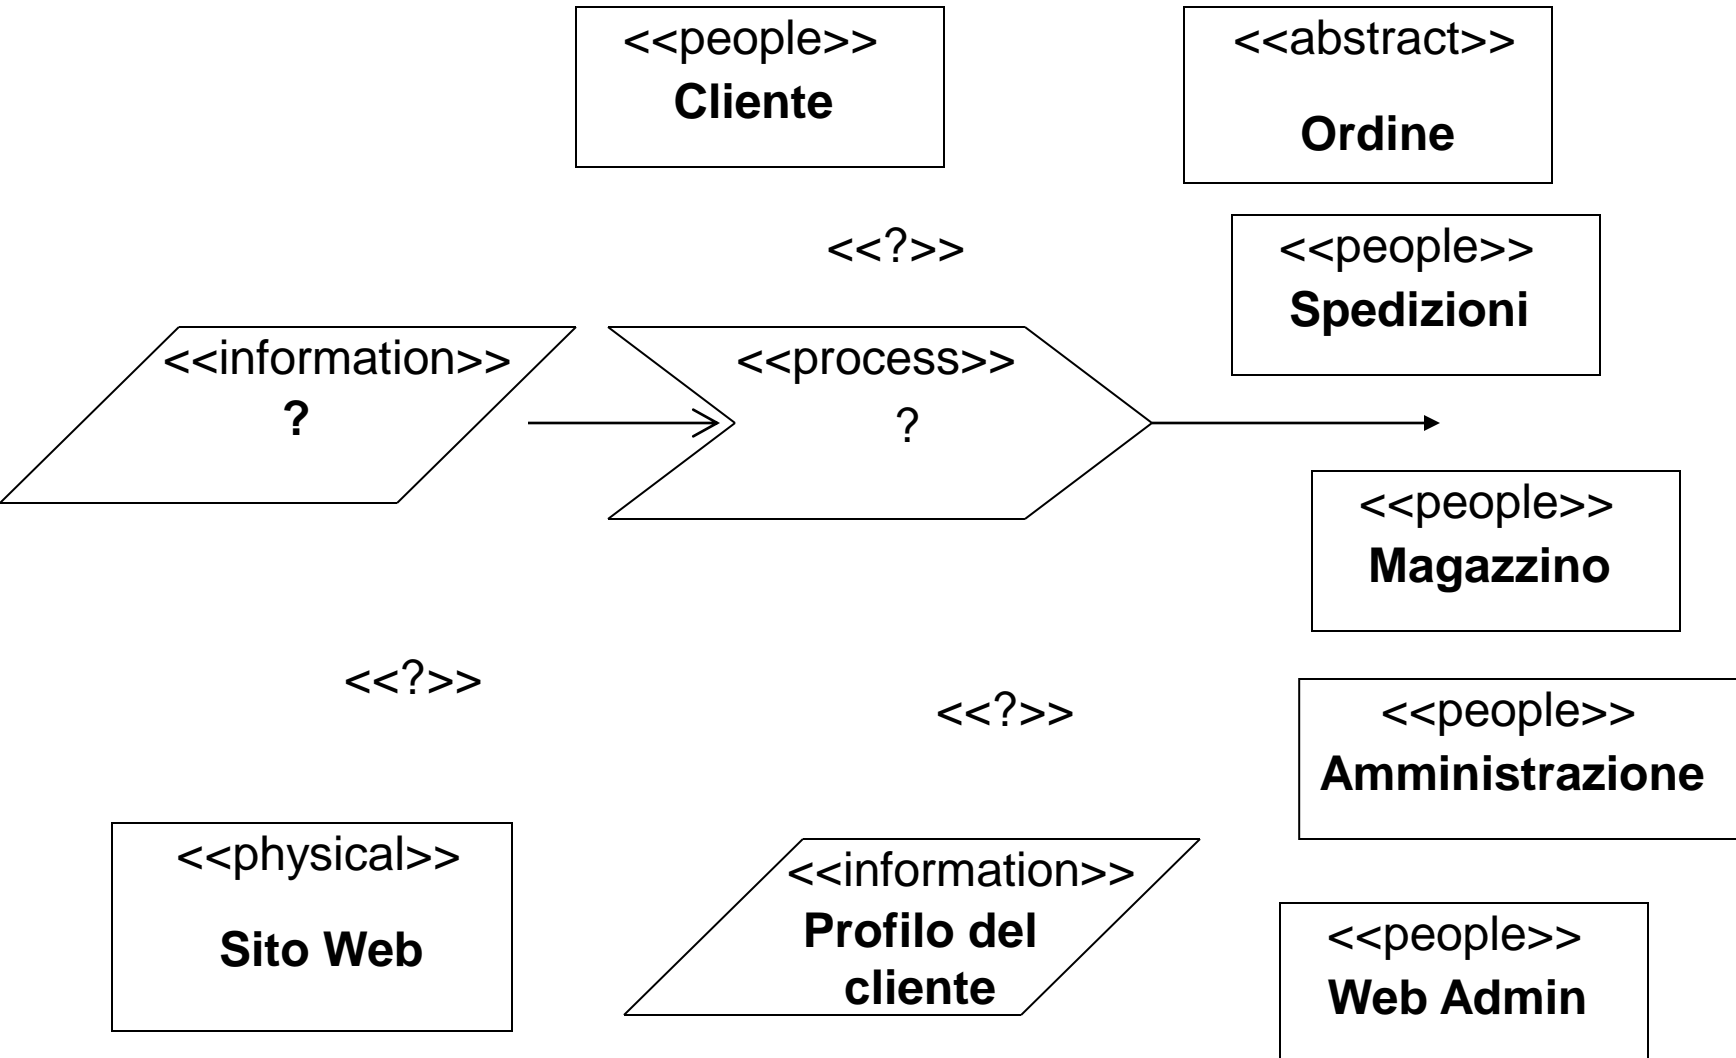 <<people>>
Cliente
<<abstract>>
Ordine
<<?>>
<<people>>
Spedizioni
<<information>>
?
<<process>>
?
<<people>>
Magazzino
<<?>>
<<?>>
<<people>>
Amministrazione
<<physical>>
Sito Web
<<information>>
Profilo del
cliente
<<people>>
Web Admin